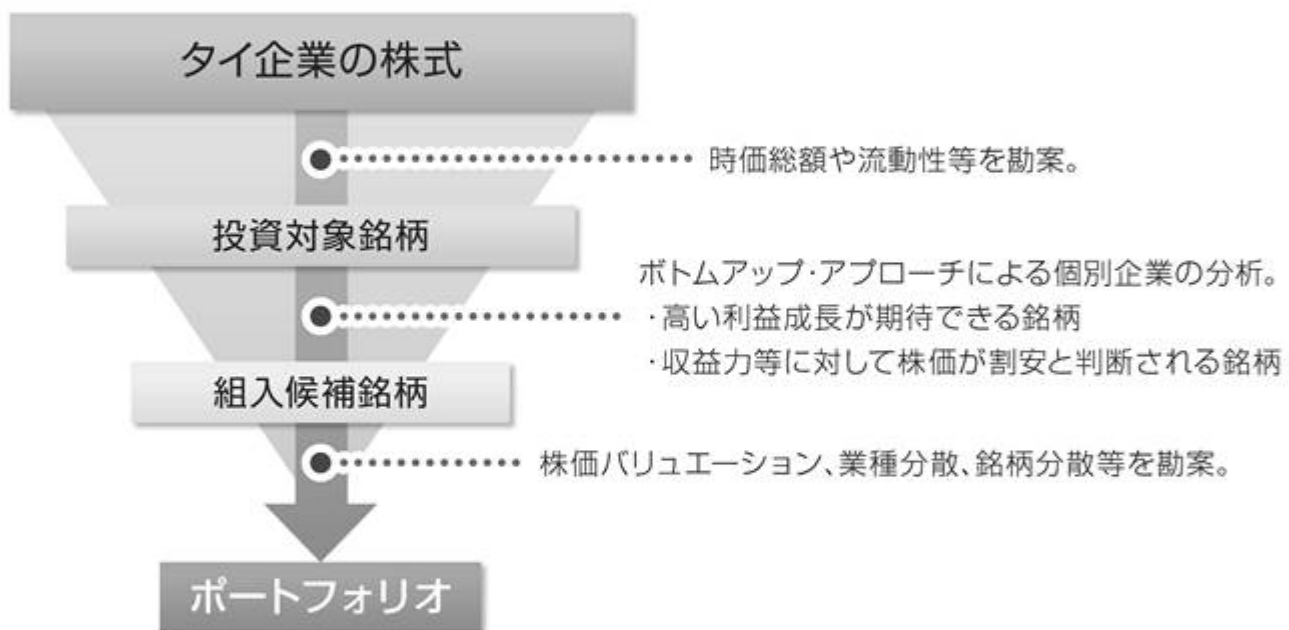 タイ企業の株式
時価総額や流動性等を勘案。
投資対象銘柄
ボトムアップ･アプローチによる個別企業の分析。
･高い利益成長が期待できる銘柄
･収益力等に対して株価が割安と判断される銘柄
組入候補銘柄
株価バリュエーション、業種分散、銘柄分散等を勘案。
ポートフォリオ